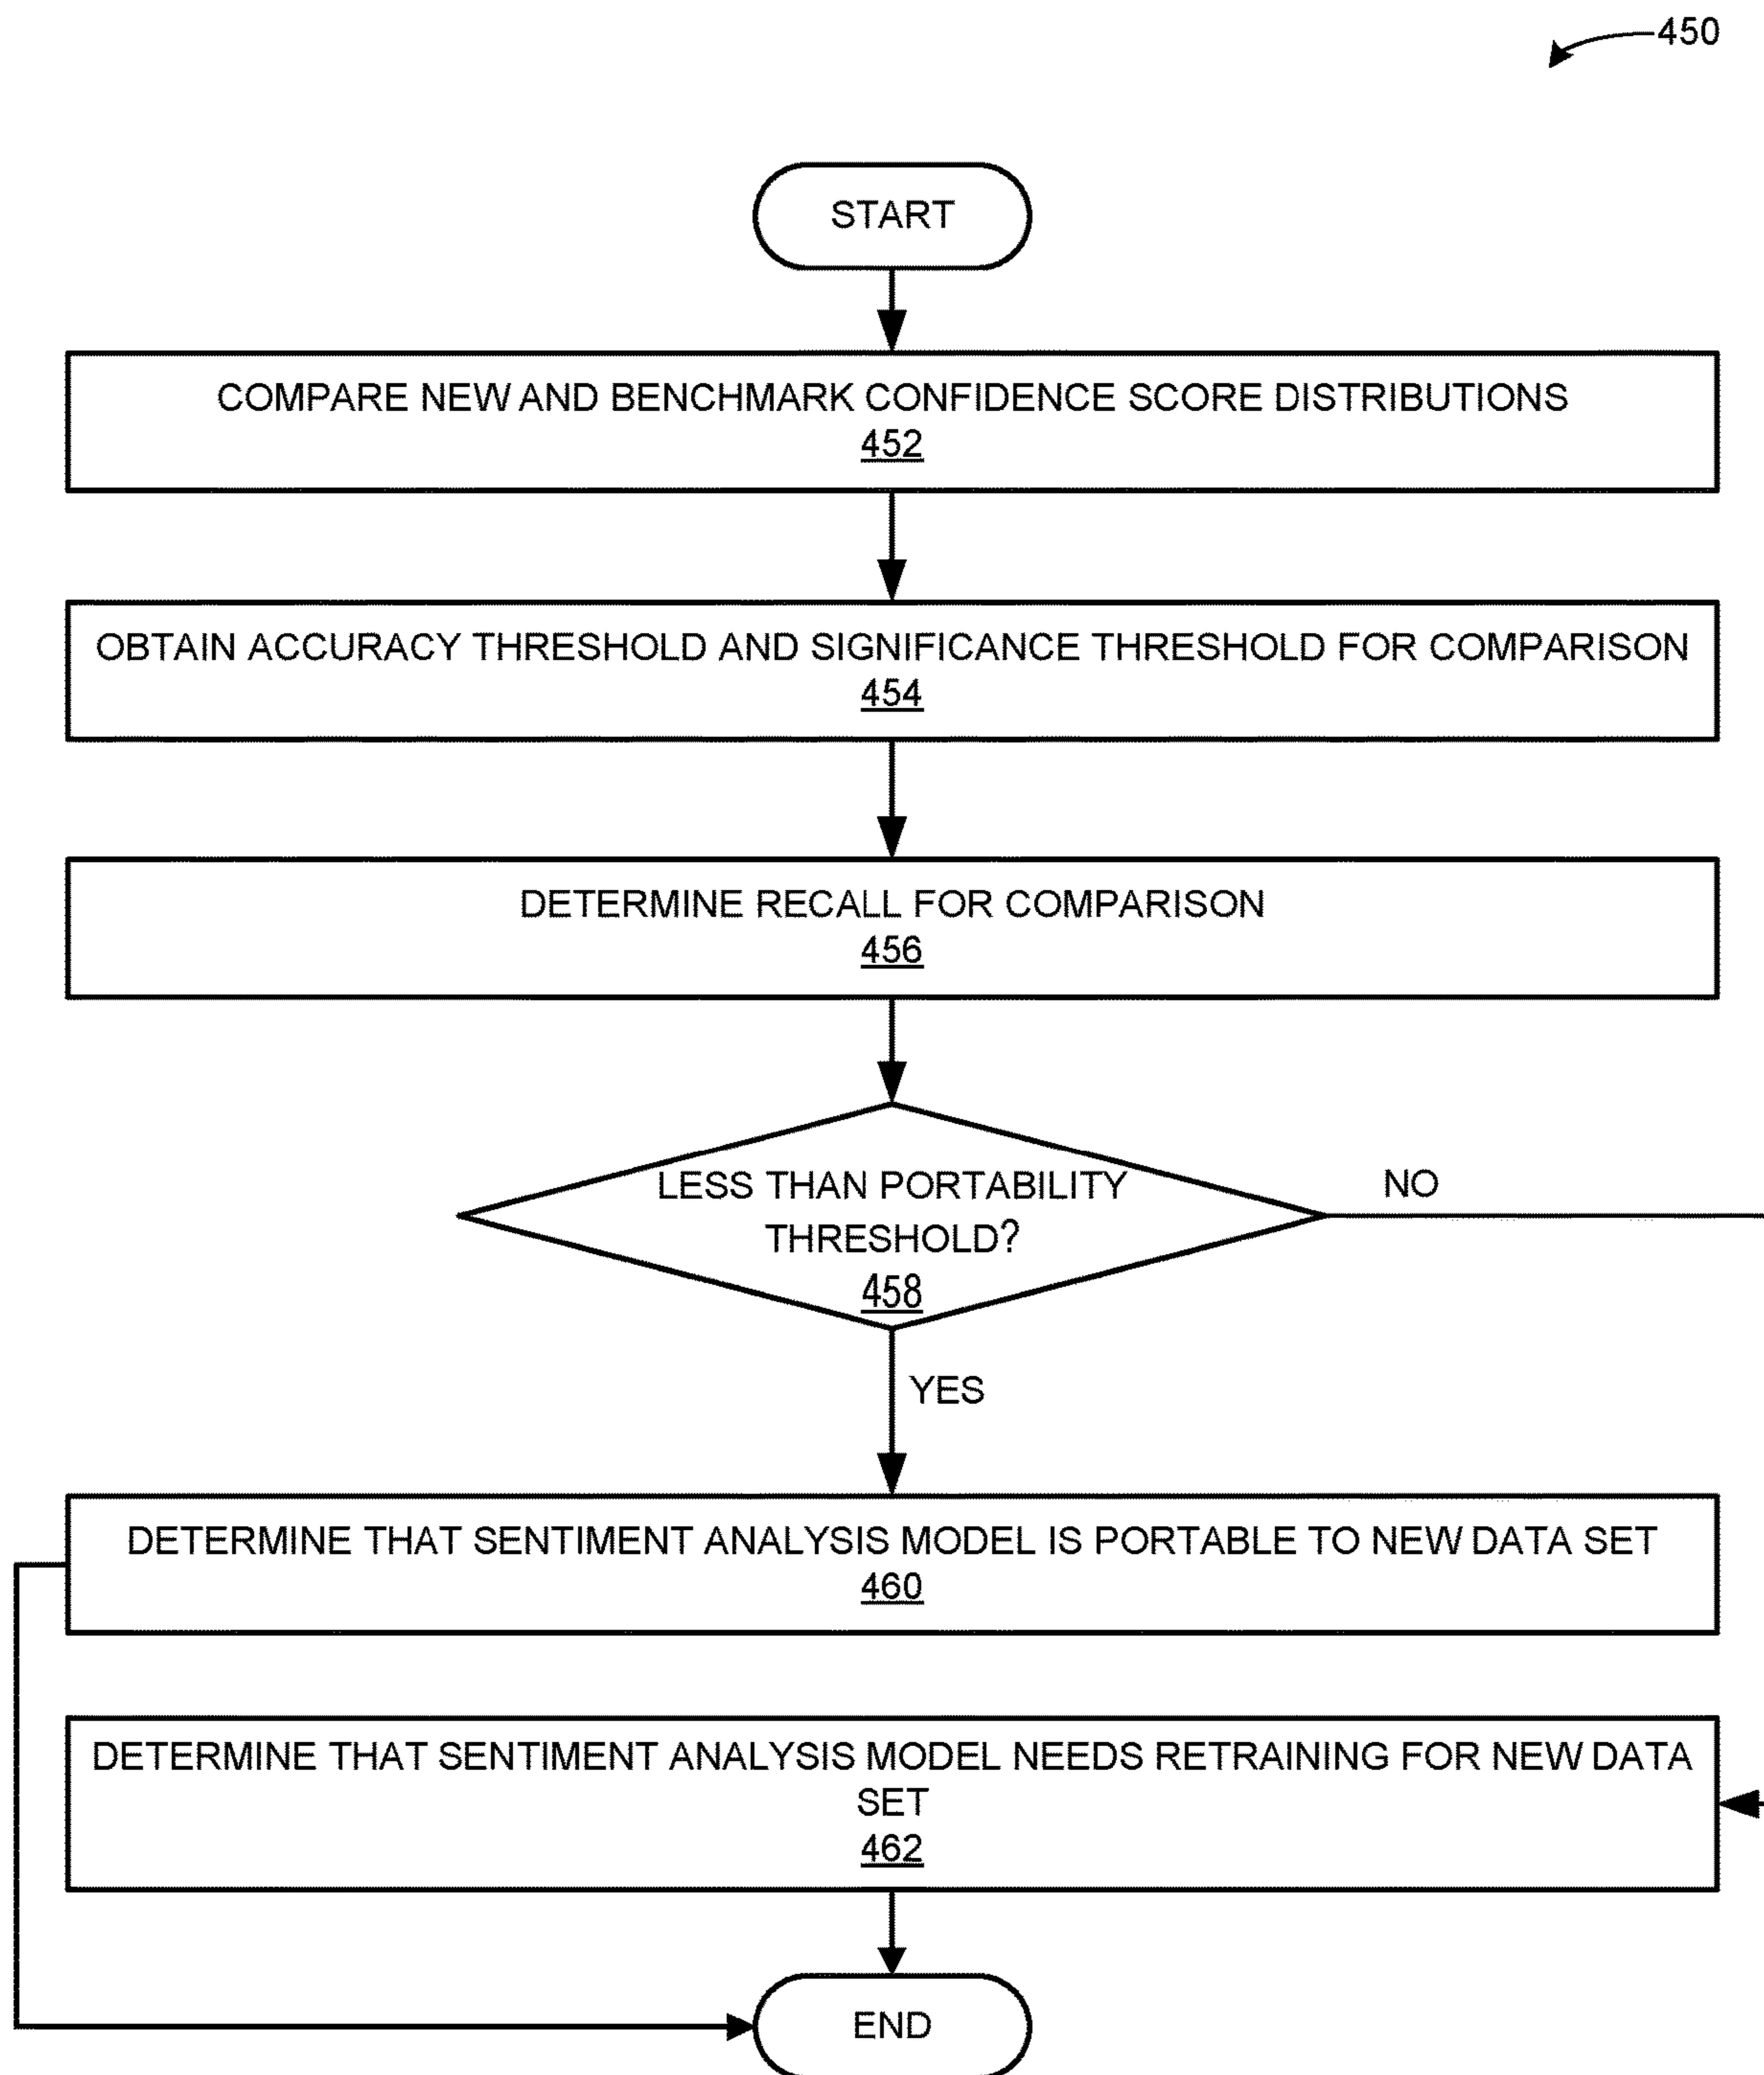 450
START
COMPARE NEW AND BENCHMARK CONFIDENCE SCORE DISTRIBUTIONS
452
OBTAIN ACCURACY THRESHOLD AND SIGNIFICANCE THRESHOLD FOR COMPARISON
454
DETERMINE RECALL FOR COMPARISON
456
LESS THAN PORTABILITY
THRESHOLD?
458
NO
YES
DETERMINE THAT SENTIMENT ANALYSIS MODEL IS PORTABLE TO NEW DATA SET
460
DETERMINE THAT SENTIMENT ANALYSIS MODEL NEEDS RETRAINING FOR NEW DATA
SET
462
END